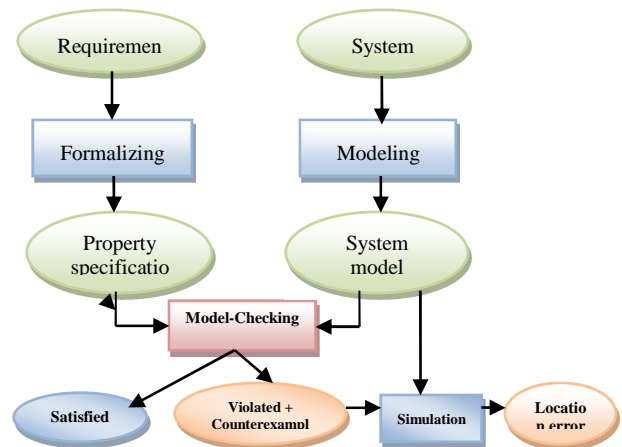 Requiremen
System
Formalizing
Modeling
Property
specificatio
System
model
Model-Checking
Satisfied
Violated +
Counterexampl
Simulation
Locatio
n error